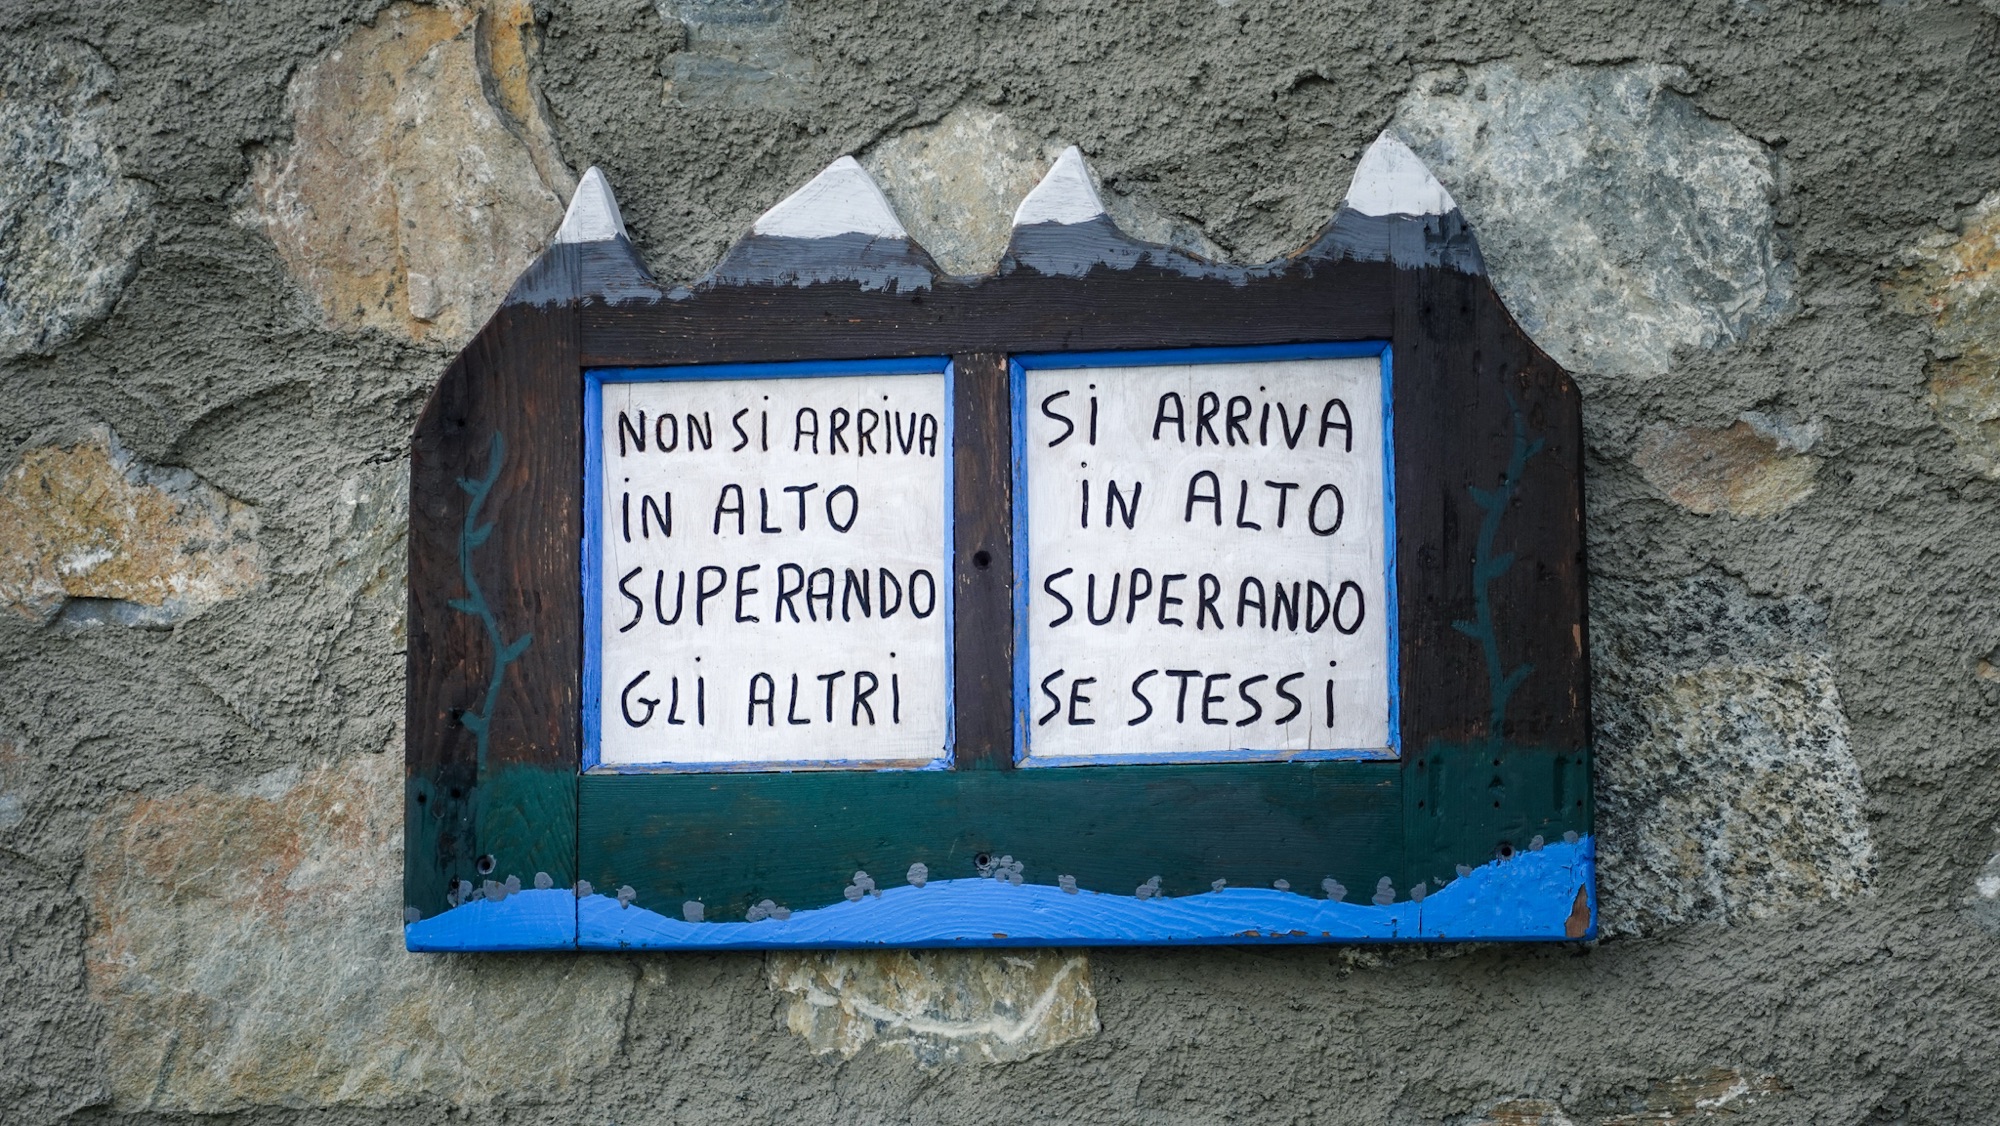 NON SI ARRIVA
IN ALTO
SUPERANDO
GLI ALTRI
SI ARRIVA
IN ALTO
SUPERANDO
SE STESSI